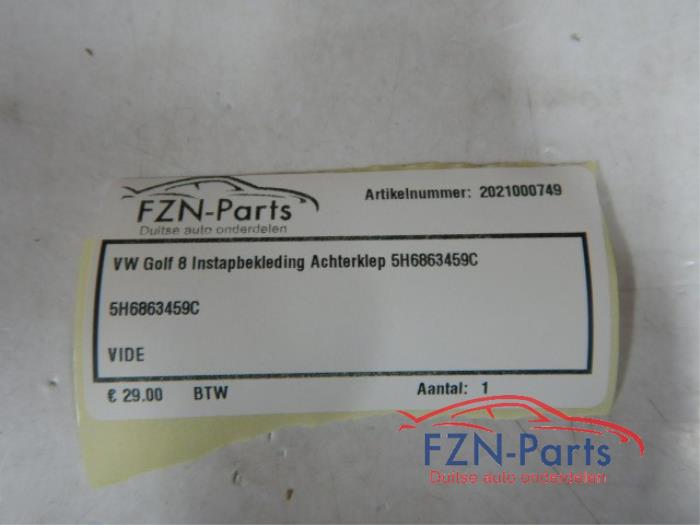 FZN-Parts
Duitse auto onderdelen
Artikelnummer: 2021000749
VW Golf 8 Instapbekleding Achterklep 5H6863459C
5H6863459C
VIDE
€ 29.00 BTW Aantal: 1
FZN-Parts
Duitse auto onderdelen